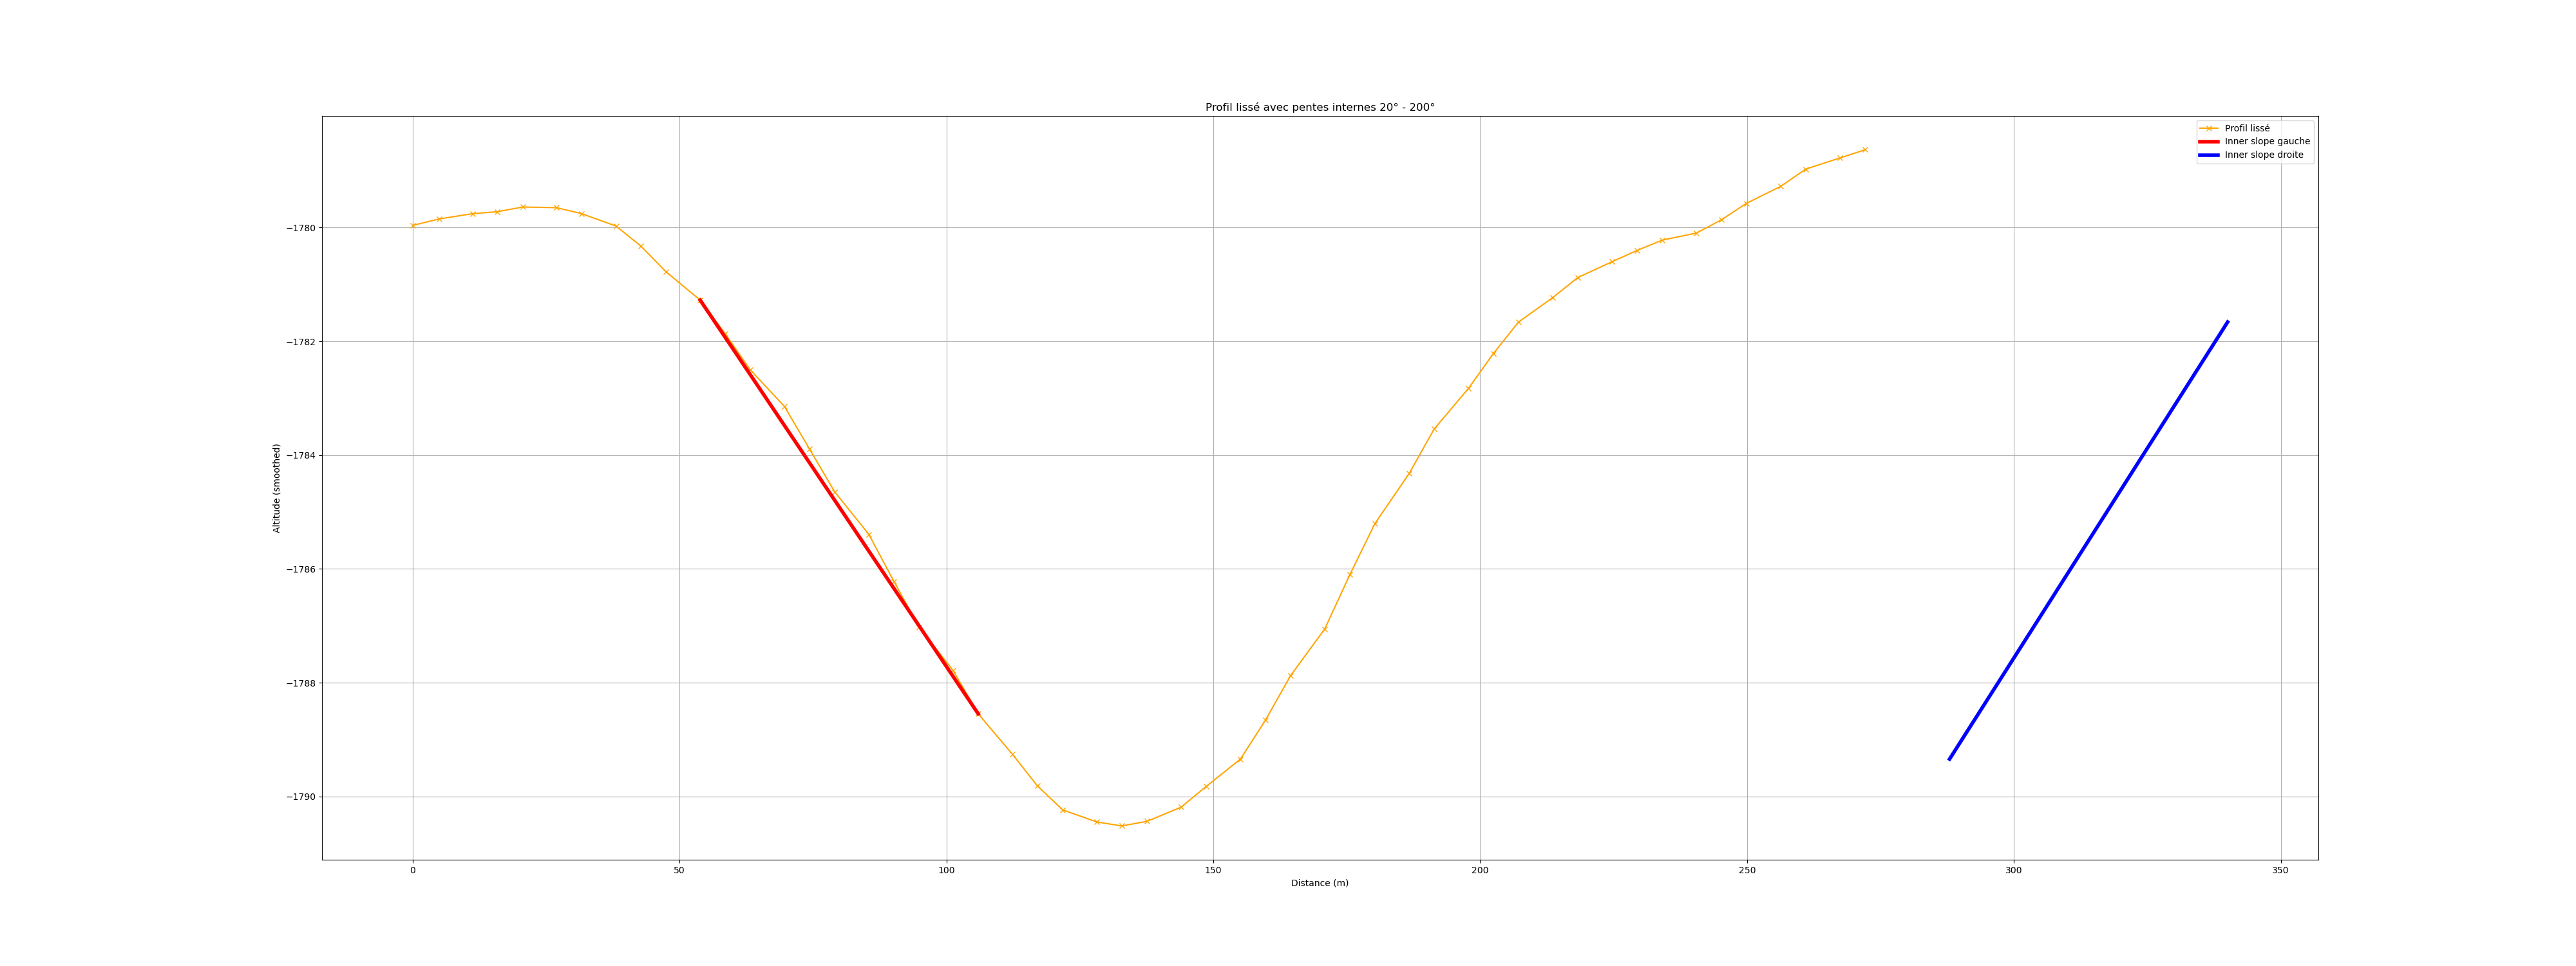 Profil lissé avec pentes internes 20° - 200°
Profil lissé
Inner slope gauche
Inner slope droite
Altitude (smoothed)
−1780
−1782
−1784
−1786
−1788
−1790
0
50
100
150
200
250
300
350
Distance (m)